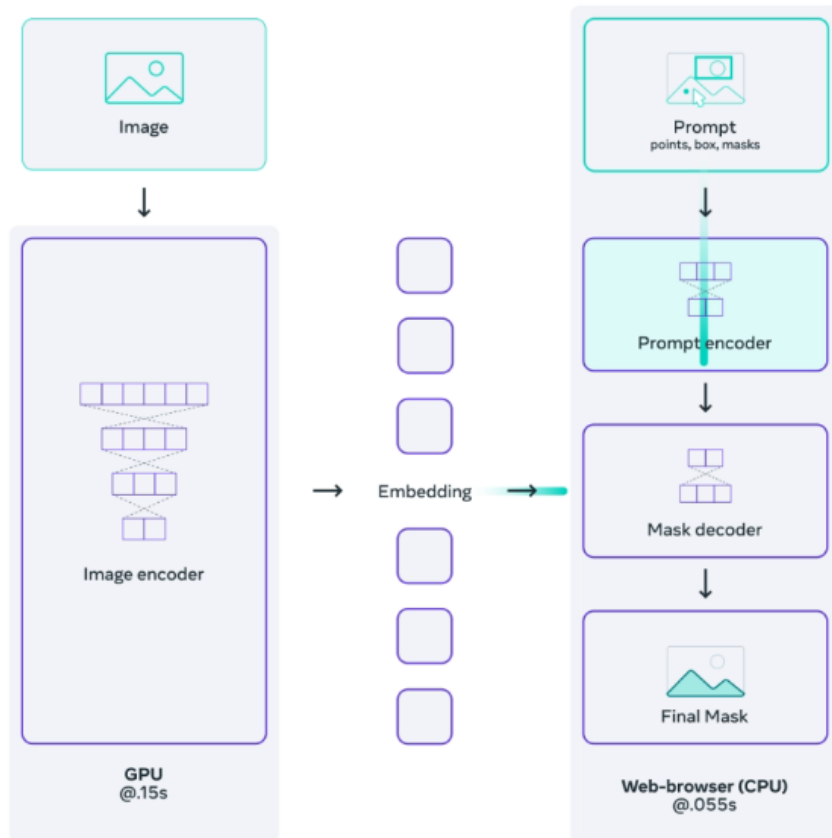 Image
Image encoder
GPU
@.15s
Embedding
Prompt
points, box, masks
Prompt encoder
Mask decoder
Final Mask
Web-browser (CPU)
@.055s